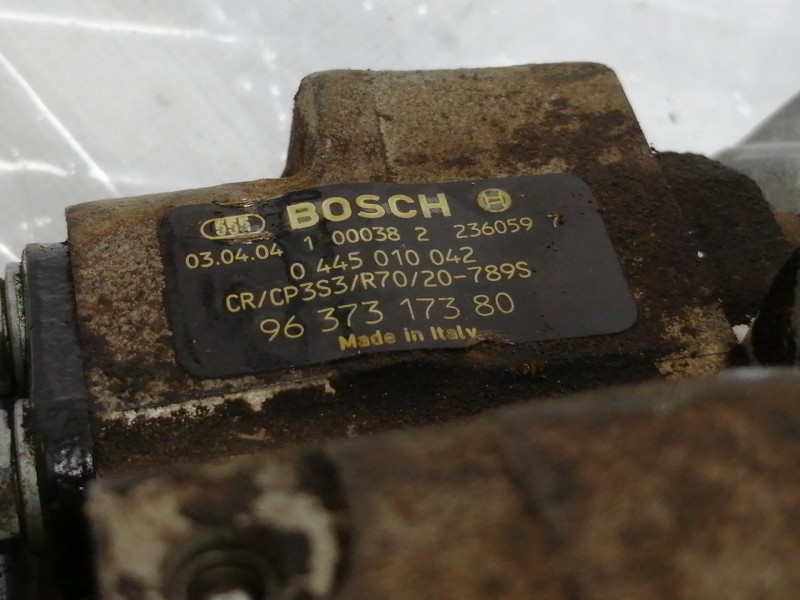 555 BOSCH
03.04.04 1 00038 2 236059 7
0 445 010 042
CR/CP3S3/R70/20-789S
96 373 173 80
Made in Italy